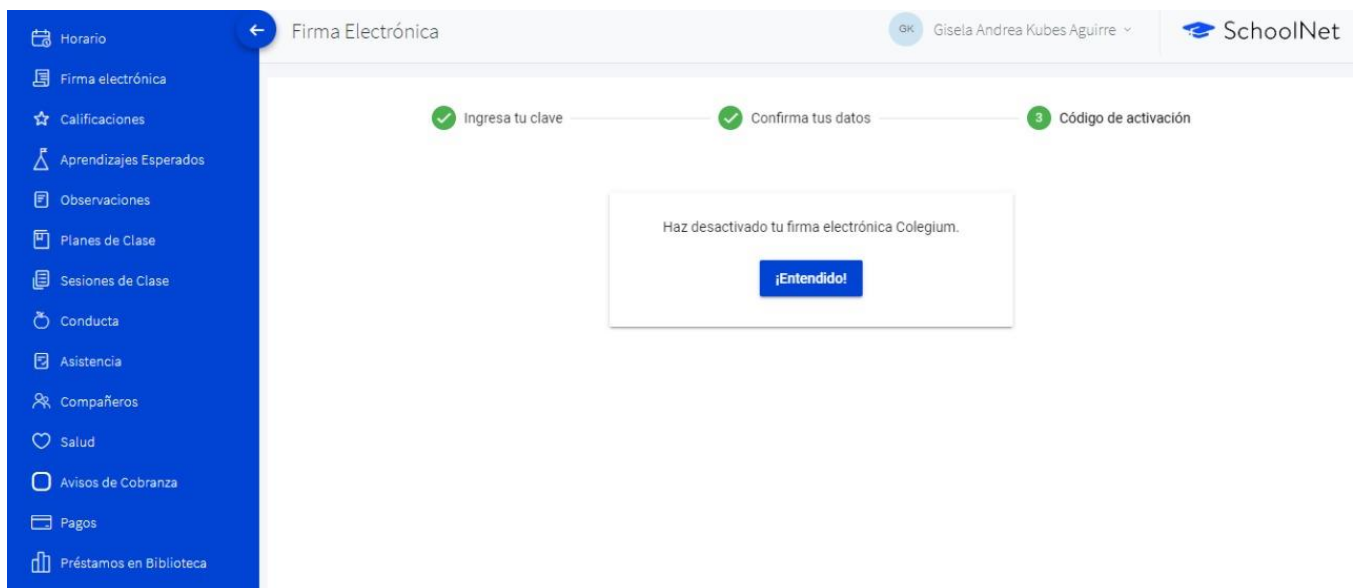 Horario
Firma electrónica
Calificaciones
Aprendizajes Esperados
Observaciones
Planes de Clase
Sesiones de Clase
Conducta
Asistencia
Compañeros
Salud
Avisos de Cobranza
Pagos
Préstamos en Biblioteca
Firma Electrónica
GK Gisela Andrea Kubes Aguirre
SchoolNet
Ingresa tu clave
Confirma tus datos
3 Código de activación
Haz desactivado tu firma electrónica Colegium.
¡Entendido!